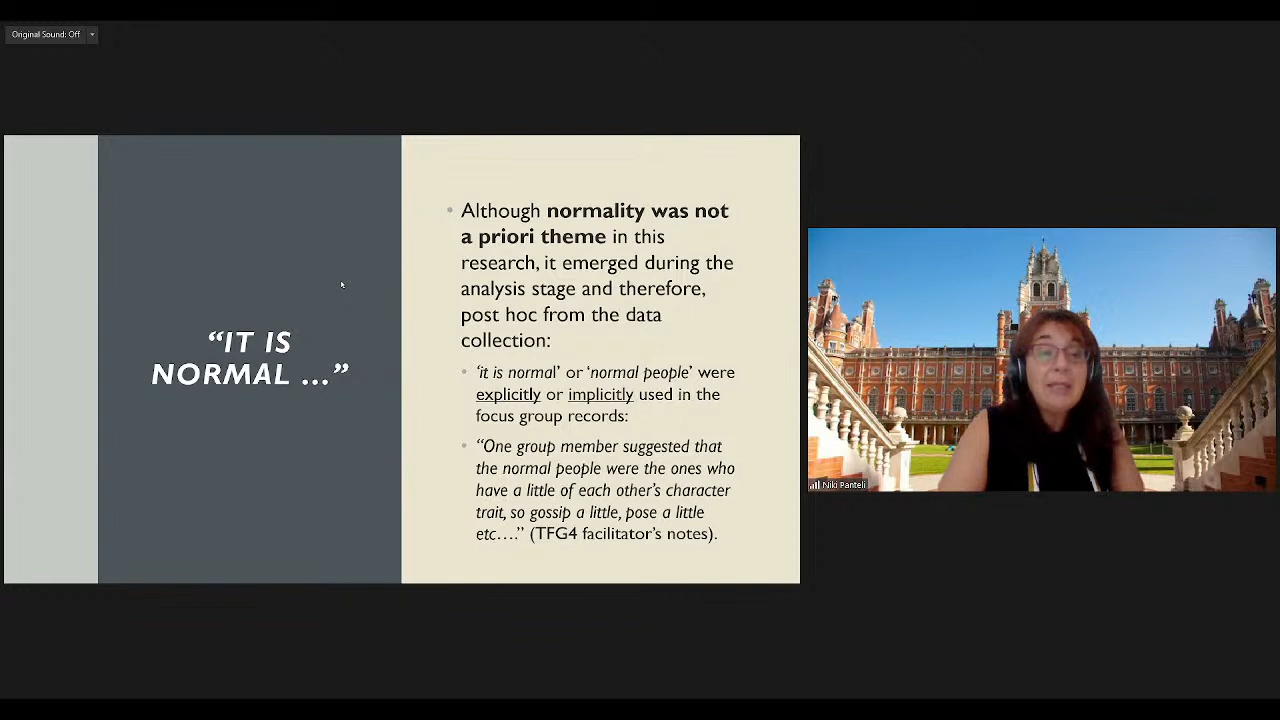 Original Sound: Off
“IT IS
NORMAL ...”
Although normality was not
a priori theme in this
research, it emerged during the
analysis stage and therefore,
post hoc from the data
collection:
‘it is normal’ or ‘normal people’ were
explicitly or implicitly used in the
focus group records:
“One group member suggested that
the normal people were the ones who
have a little of each other’s character
trait, so gossip a little, pose a little
etc….” (TFG4 facilitator’s notes).
Niki Panteli